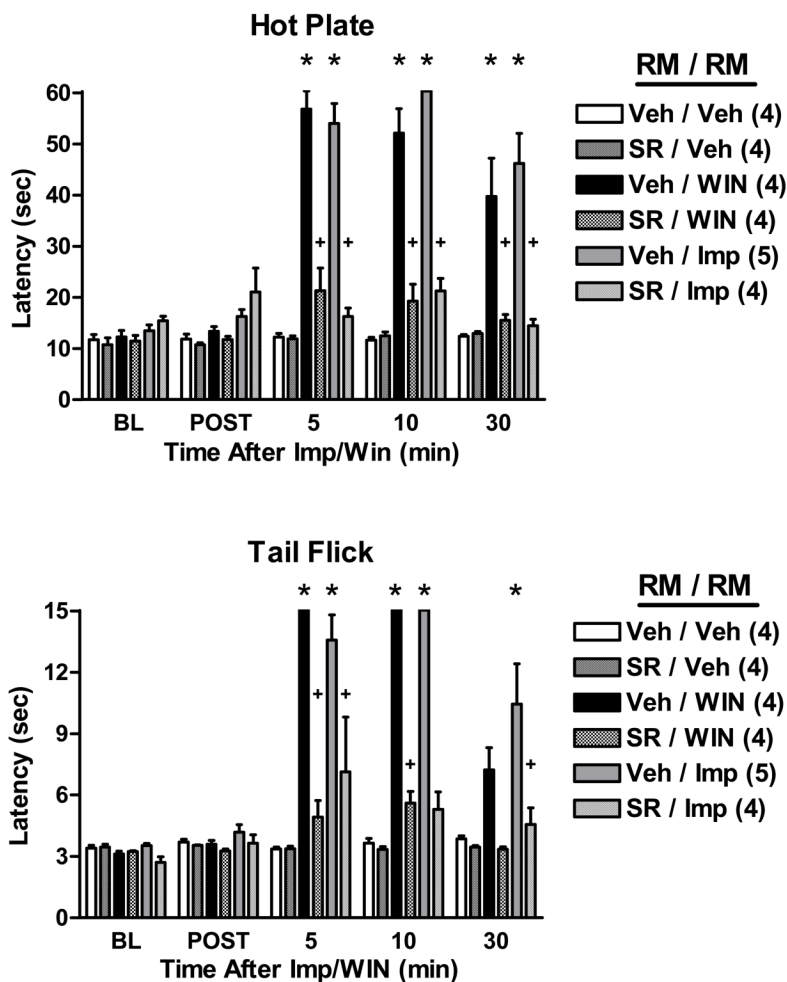 Hot Plate
* * * * * *
RM / RM
60
50
40
30
20
10
0
Latency (sec)
+ + + + + +
Veh / Veh (4)
SR / Veh (4)
Veh / WIN (4)
SR / WIN (4)
Veh / Imp (5)
SR / Imp (4)
BL POST 5 10 30
Time After Imp/Win (min)
Tail Flick
* * * * *
RM / RM
15
12
9
6
3
0
Latency (sec)
+ + + +
Veh / Veh (4)
SR / Veh (4)
Veh / WIN (4)
SR / WIN (4)
Veh / Imp (5)
SR / Imp (4)
BL POST 5 10 30
Time After Imp/WIN (min)